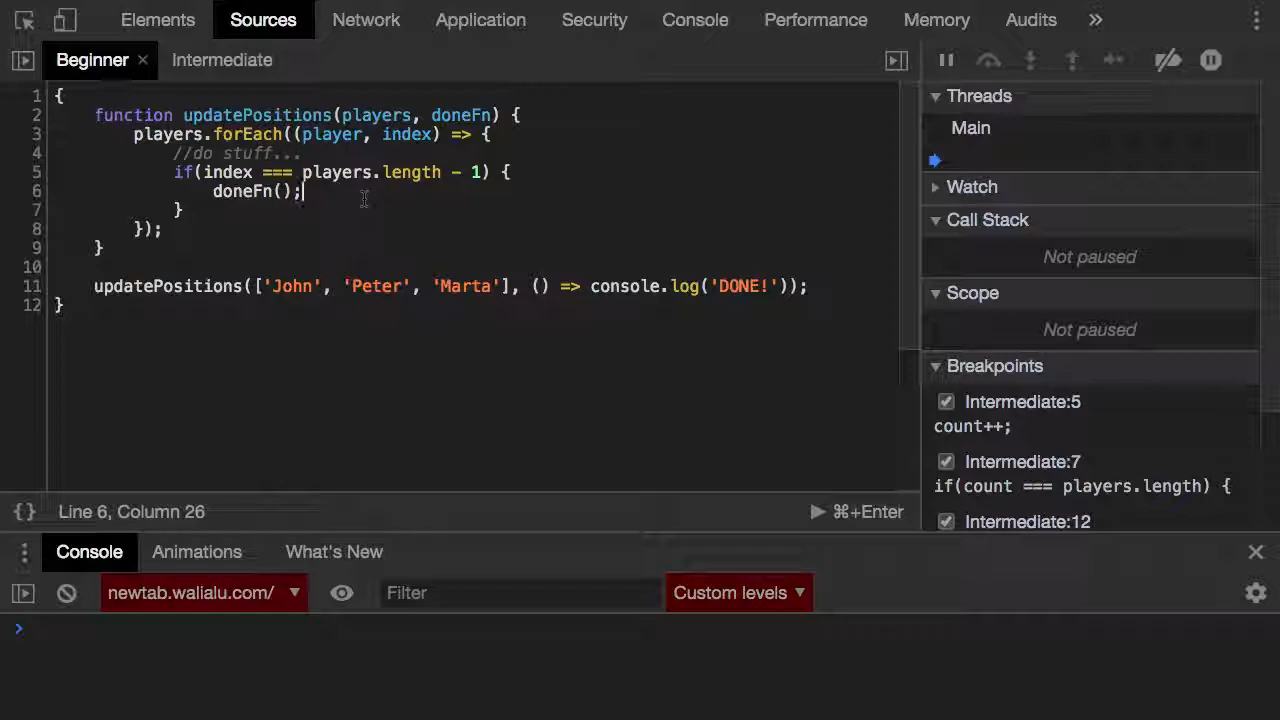 Elements Sources Network Application Security Console Performance Memory Audits »
Beginner × Intermediate
1 {
2 function updatePositions(players, doneFn) {
3 players.forEach((player, index) => {
4 //do stuff...
5 if(index === players.length - 1) {
6 doneFn();
7 }
8 });
9 }
10
11 updatePositions(['John', 'Peter', 'Marta'], () => console.log('DONE!'));
12 }
{} Line 6, Column 26 ⌘+Enter
Threads
Main
Watch
Call Stack
Not paused
Scope
Not paused
Breakpoints
Intermediate:5
count++;
Intermediate:7
if(count === players.length) {
Intermediate:12
Console Animations What's New
newtab.walialu.com/ Filter Custom levels
>